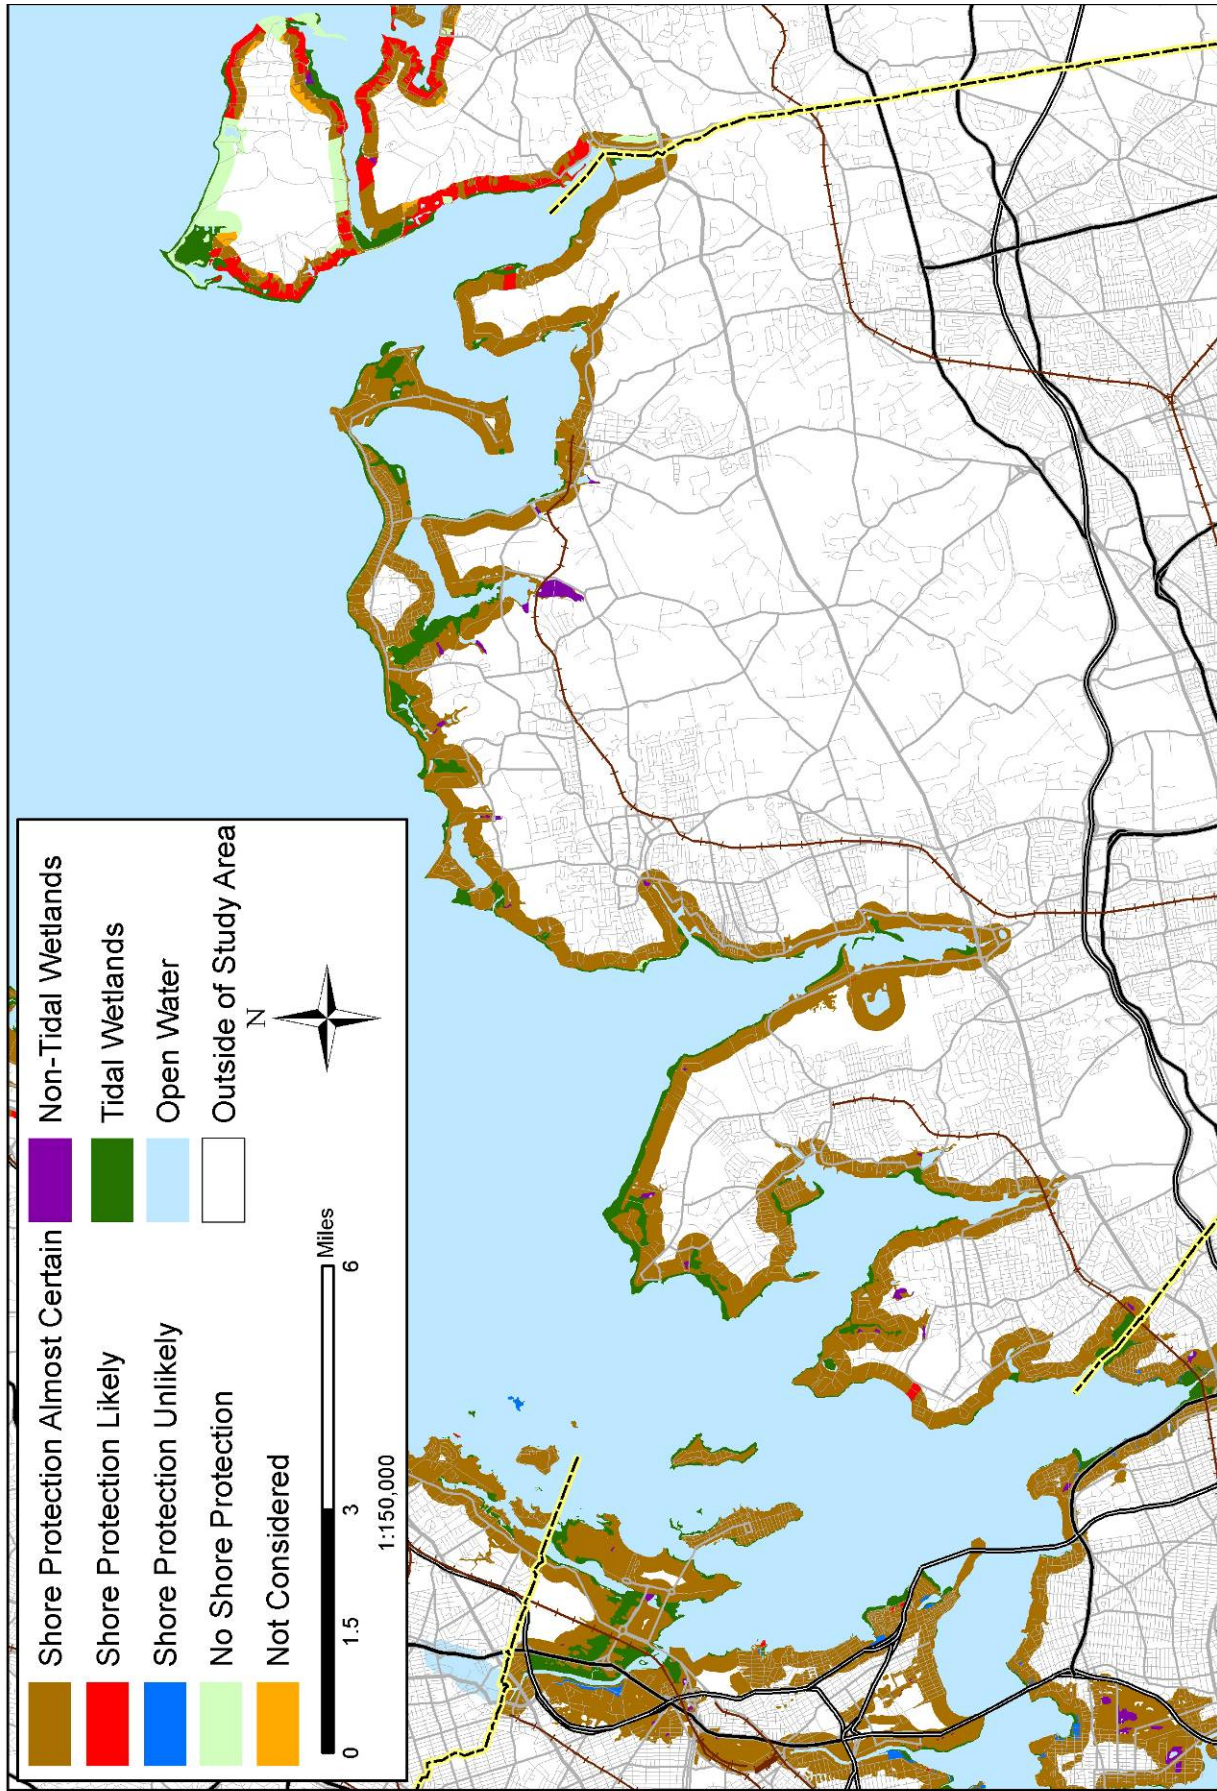 Shore Protection Almost Certain
Shore Protection Likely
Shore Protection Unlikely
No Shore Protection
Not Considered
Non-Tidal Wetlands
Tidal Wetlands
Open Water
Outside of Study Area
N
0 1.5 3 6
Miles
1:150,000